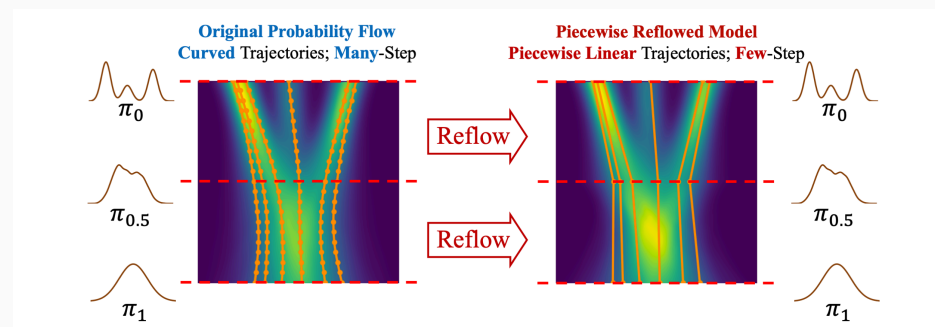 Original Probability Flow
Curved Trajectories; Many-Step
Piecewise Reflowed Model
Piecewise Linear Trajectories; Few-Step
π₀
π₀.₅
π₁
Reflow
Reflow
π₀
π₀.₅
π₁